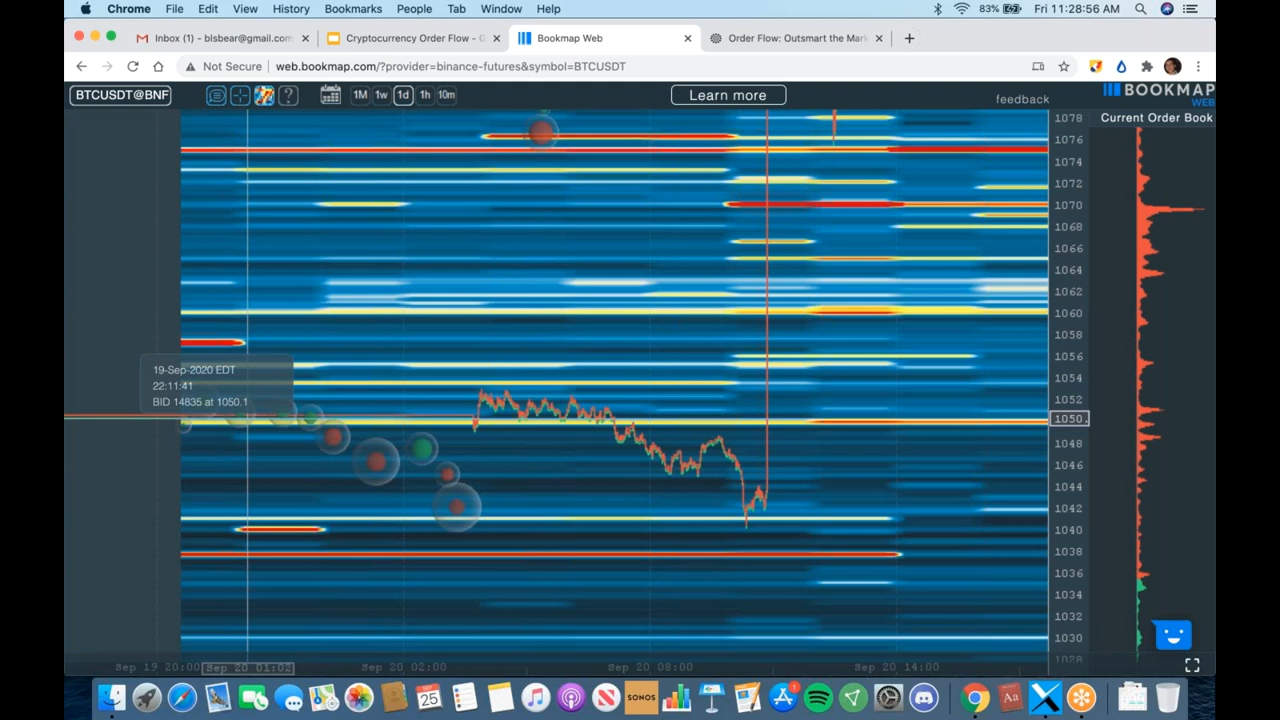 Chrome File Edit View History Bookmarks People Tab Window Help 83% Fri 11:28:56 AM
Inbox (1) - blsbear@gmail.com
Cryptocurrency Order Flow - G
Bookmap Web
Order Flow: Outsmart the Mark
Not Secure web.bookmap.com/?provider=binance-futures&symbol=BTCUSDT
BTCUSDT@BNF ? 1M 1w 1d 1h 10m Learn more feedback BOOKMAP
WEB
Current Order Book
1078
1076
1074
1072
1070
1068
1066
1064
1062
1060
1058
1056
1054
1052
1050.
1048
1046
1044
1042
1040
1038
1036
1034
1032
1030
1028
19-Sep-2020 EDT
22:11:41
BID 14835 at 1050.1
Sep 19 20:00 Sep 20 01:02 Sep 20 02:00 Sep 20 08:00 Sep 20 14:00
25
SONOS
1
Aa